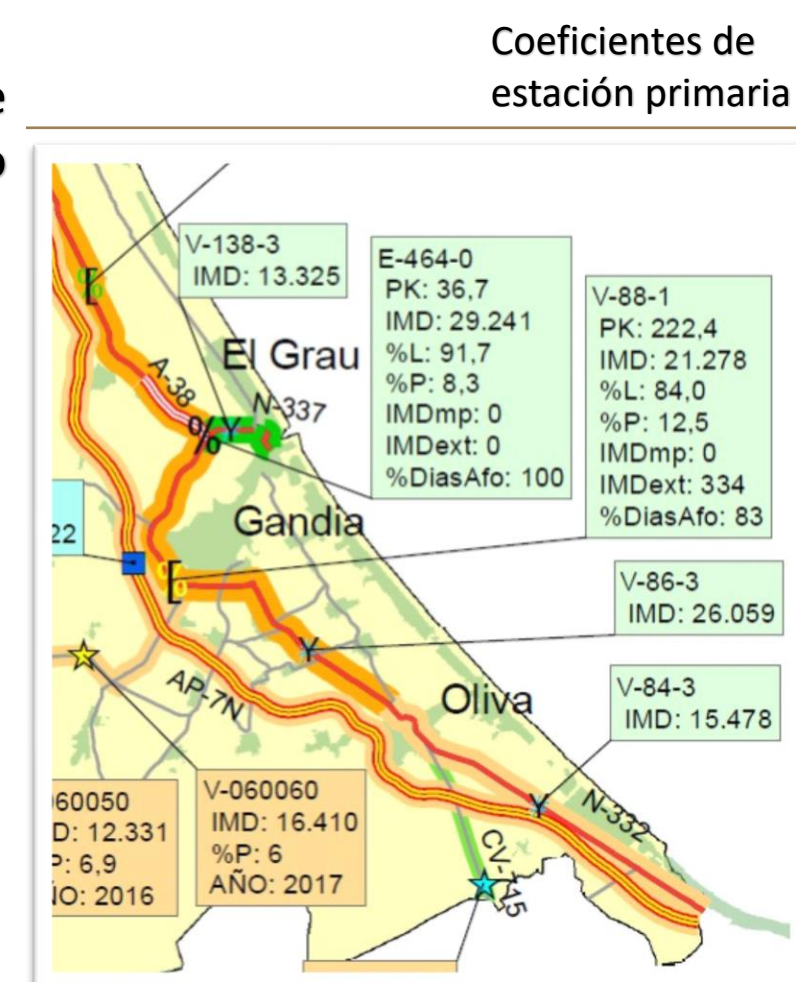 Coeficientes de
estación primaria
e
o
V-138-3
IMD: 13.325
E-464-0
PK: 36,7
IMD: 29.241
%L: 91,7
%P: 8,3
IMDmp: 0
IMDext: 0
%DiasAfo: 100
V-88-1
PK: 222,4
IMD: 21.278
%L: 84,0
%P: 12,5
IMDmp: 0
IMDext: 334
%DiasAfo: 83
%
A-38
El Grau
N-337
%
Y
Gandia
22
%
V-86-3
IMD: 26.059
Y
AP-7N
Oliva
V-84-3
IMD: 15.478
Y
N-332
60050
D: 12.331
P: 6,9
ÑO: 2016
V-060060
IMD: 16.410
%P: 6
AÑO: 2017